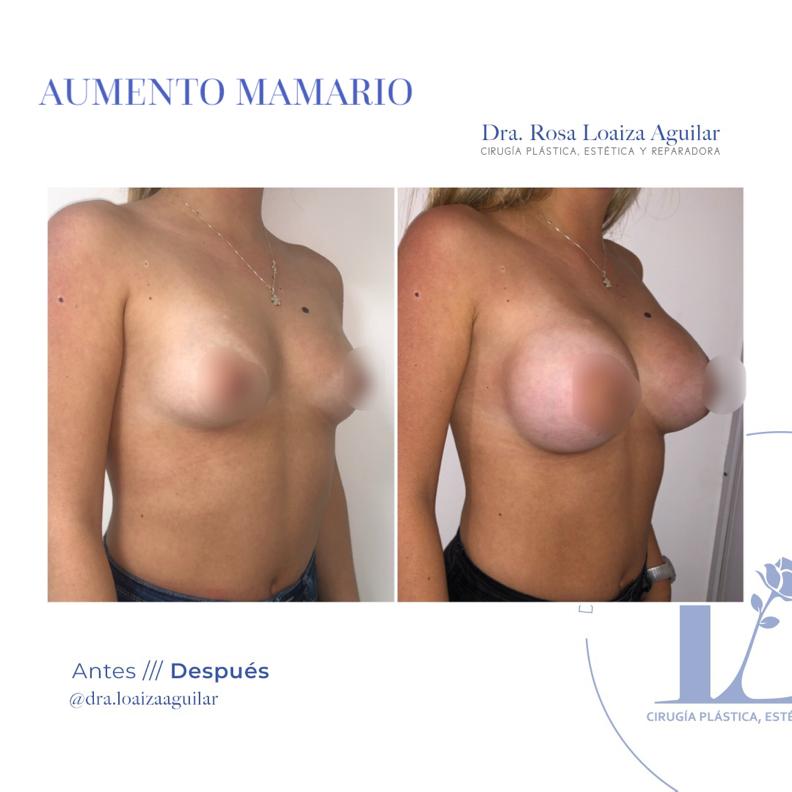 AUMENTO MAMARIO
Dra. Rosa Loaiza Aguilar
CIRUGÍA PLÁSTICA, ESTÉTICA Y REPARADORA
Antes /// Después
@dra.loaizaaguilar
L
CIRUGÍA PLÁSTICA, ESTÉ